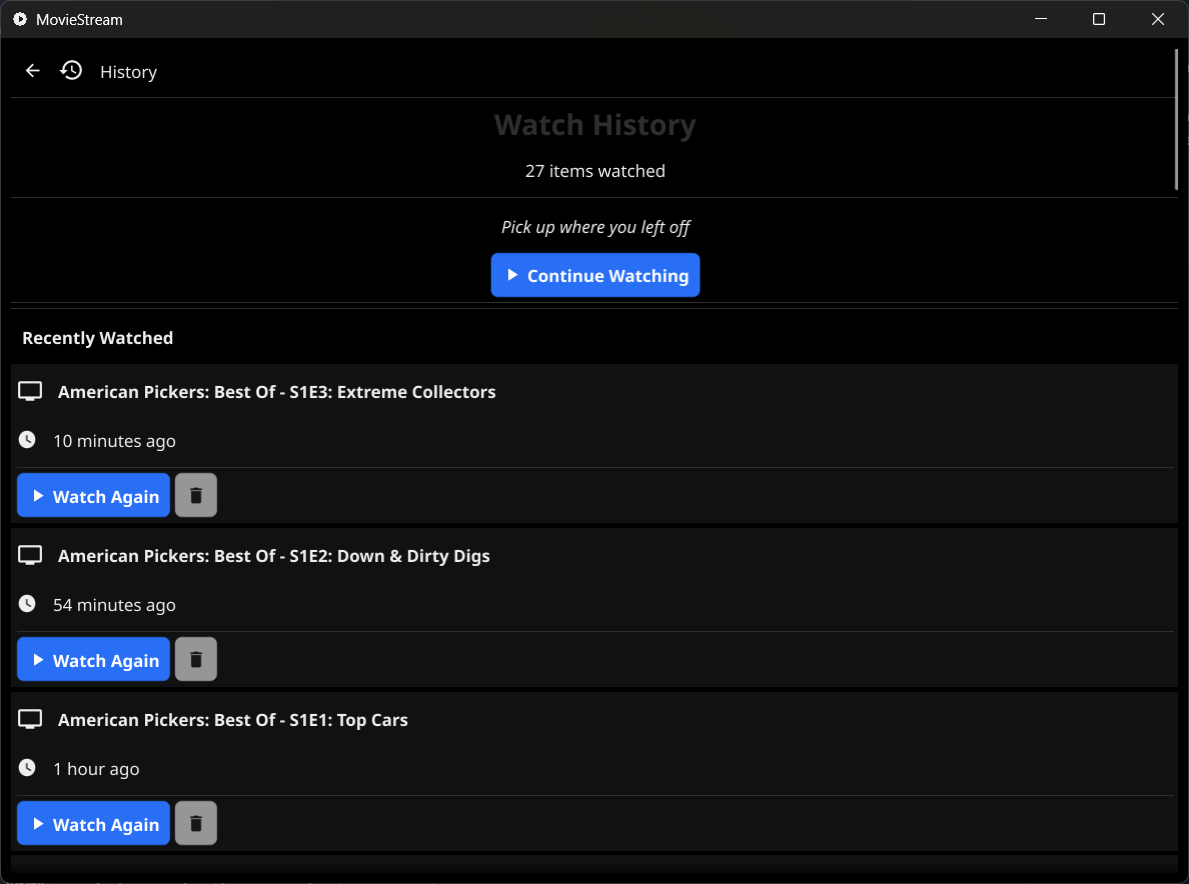 MovieStream
History
Watch History
27 items watched
Pick up where you left off
Continue Watching
Recently Watched
American Pickers: Best Of - S1E3: Extreme Collectors
10 minutes ago
Watch Again
American Pickers: Best Of - S1E2: Down & Dirty Digs
54 minutes ago
Watch Again
American Pickers: Best Of - S1E1: Top Cars
1 hour ago
Watch Again